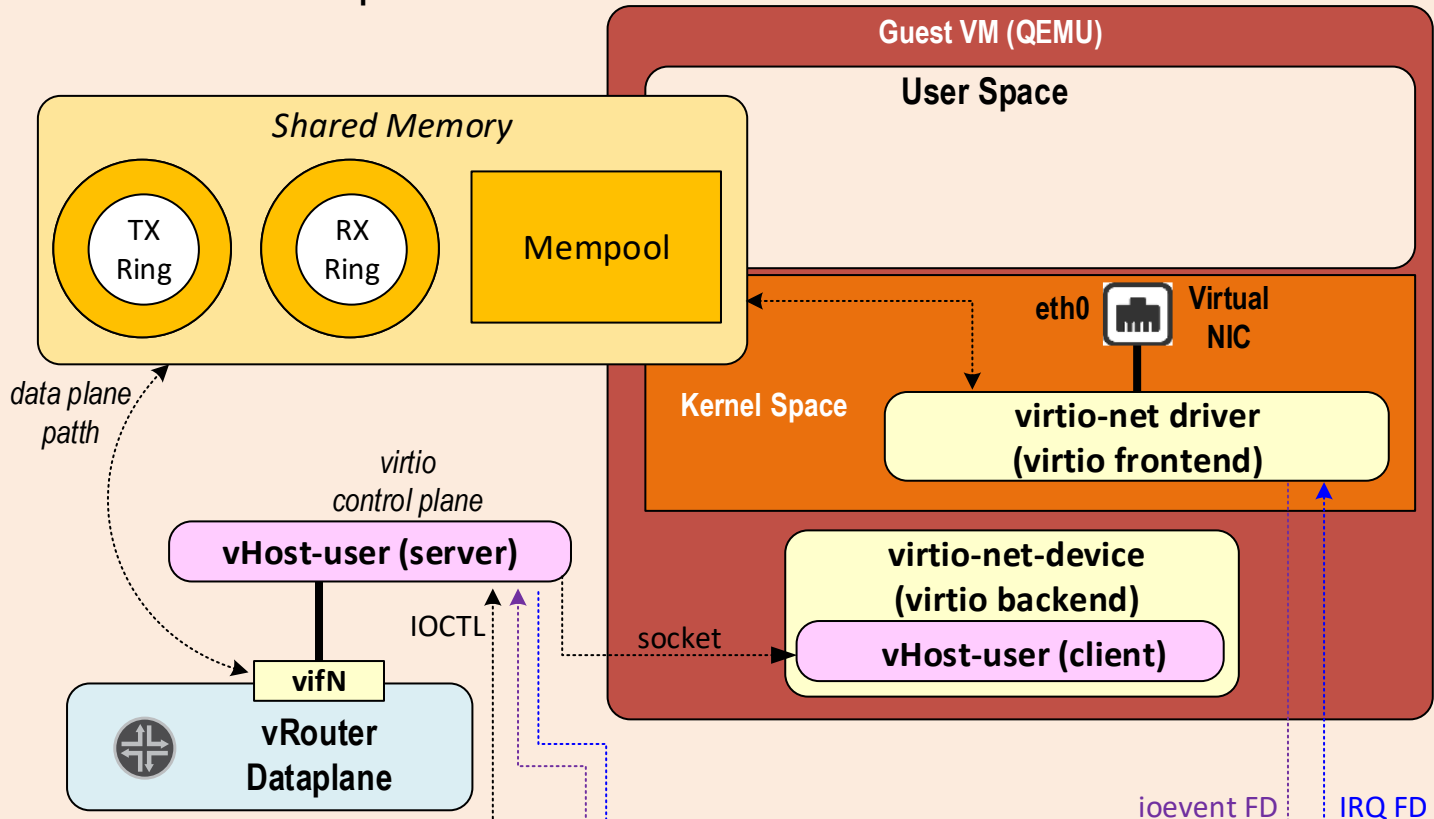 Guest VM (QEMU)
User Space
Shared Memory
TX
Ring
RX
Ring
Mempool
eth0
Virtual
NIC
data plane
patth
Kernel Space
virtio-net driver
(virtio frontend)
virtio
control plane
vHost-user (server)
virtio-net-device
(virtio backend)
IOCTL
socket
vHost-user (client)
vifN
vRouter
Dataplane
ioevent FD
IRQ FD